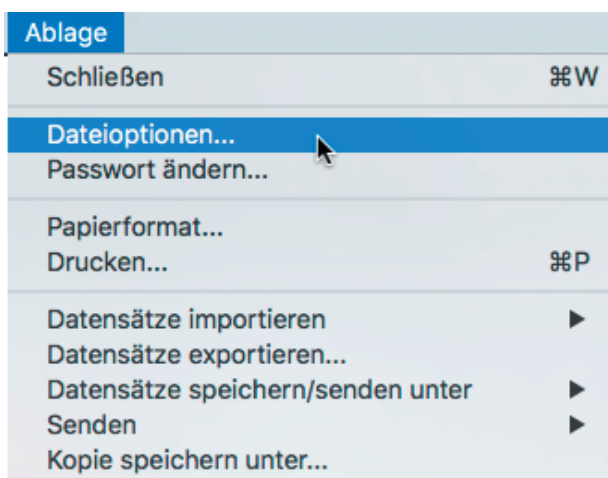 Ablage
Schließen ⌘W
Dateioptionen...
Passwort ändern...
Papierformat...
Drucken... ⌘P
Datensätze importieren ▶
Datensätze exportieren...
Datensätze speichern/senden unter ▶
Senden ▶
Kopie speichern unter...